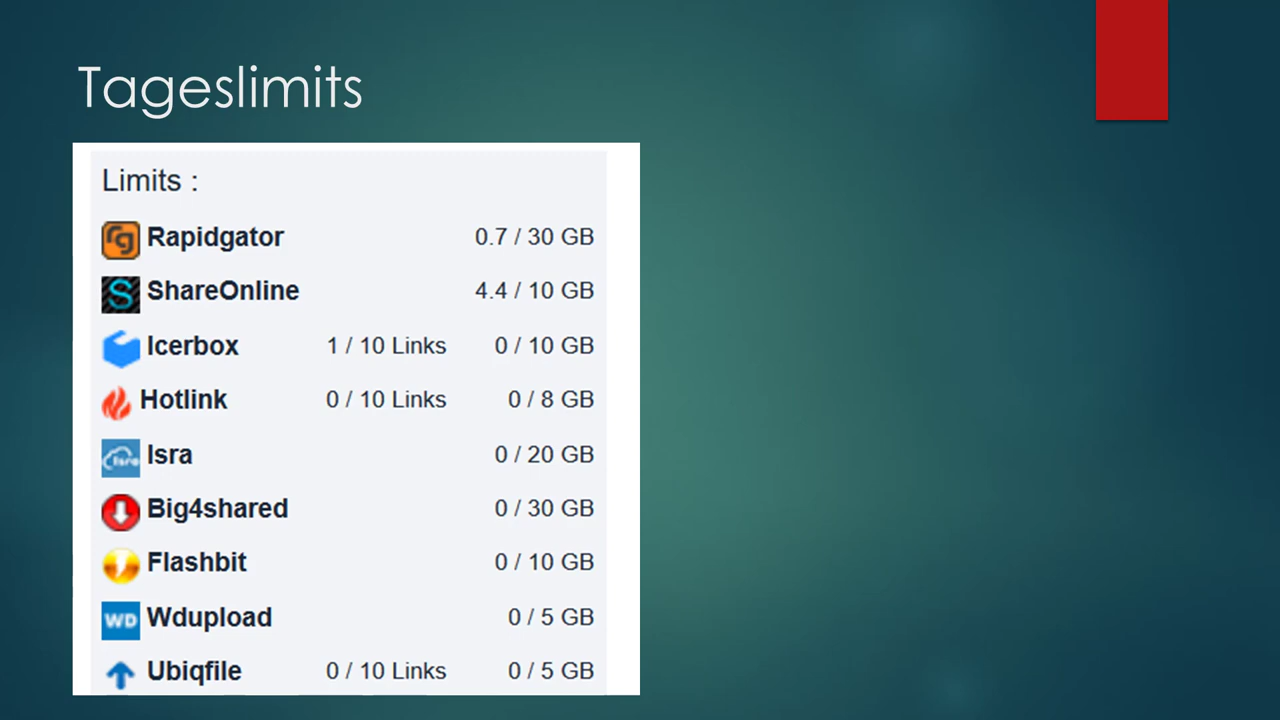 Tageslimits
Limits :
Rapidgator 0.7 / 30 GB
ShareOnline 4.4 / 10 GB
Icerbox 1 / 10 Links 0 / 10 GB
Hotlink 0 / 10 Links 0 / 8 GB
Isra 0 / 20 GB
Big4shared 0 / 30 GB
Flashbit 0 / 10 GB
WD Wdupload 0 / 5 GB
Ubiqfile 0 / 10 Links 0 / 5 GB